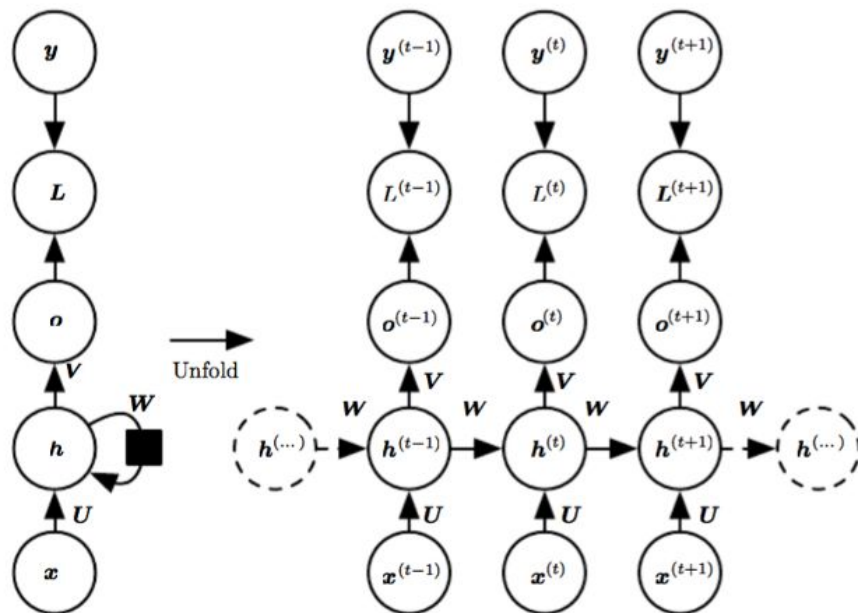 y y^(t−1) y^(t) y^(t+1)
L L^(t−1) L^(t) L^(t+1)
o o^(t−1) o^(t) o^(t+1)
Unfold
V V V V
W W W W W
h h^(...) h^(t−1) h^(t) h^(t+1) h^(...)
U U U U
x x^(t−1) x^(t) x^(t+1)